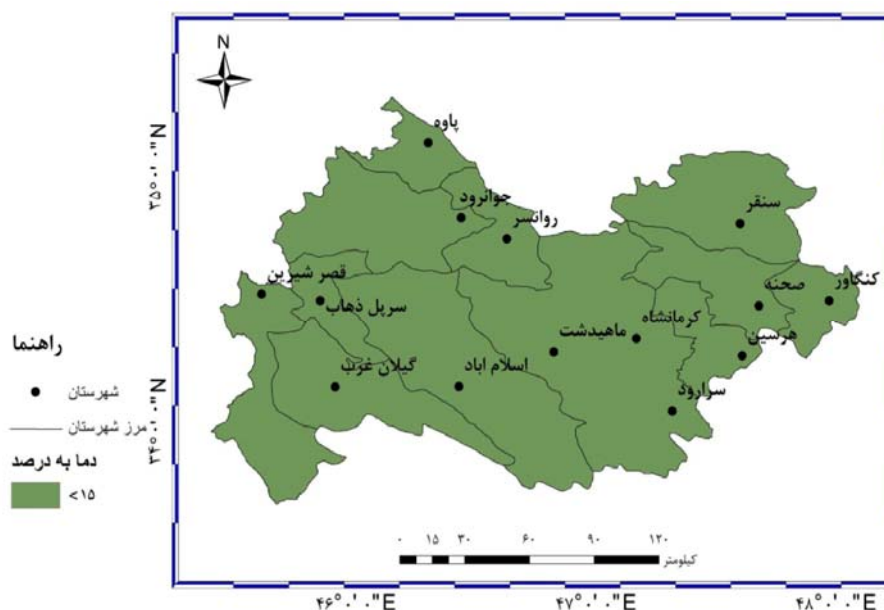 N
۳۵°۰'۰"N
۳۴°۰'۰"N
پاوه
جوانرود
روانسر
سنقر
قصر شیرین
سرپل ذهاب
کنگاور
صحنه
کرمانشاه
ماهیدشت
هرسین
گیلان غرب
اسلام اباد
سرارود
راهنما
شهرستان
مرز شهرستان
دما به درصد
<۱۵
۰ ۱۵ ۳۰ ۶۰ ۹۰ ۱۲۰
کیلومتر
۴۶°۰'۰"E ۴۷°۰'۰"E ۴۸°۰'۰"E